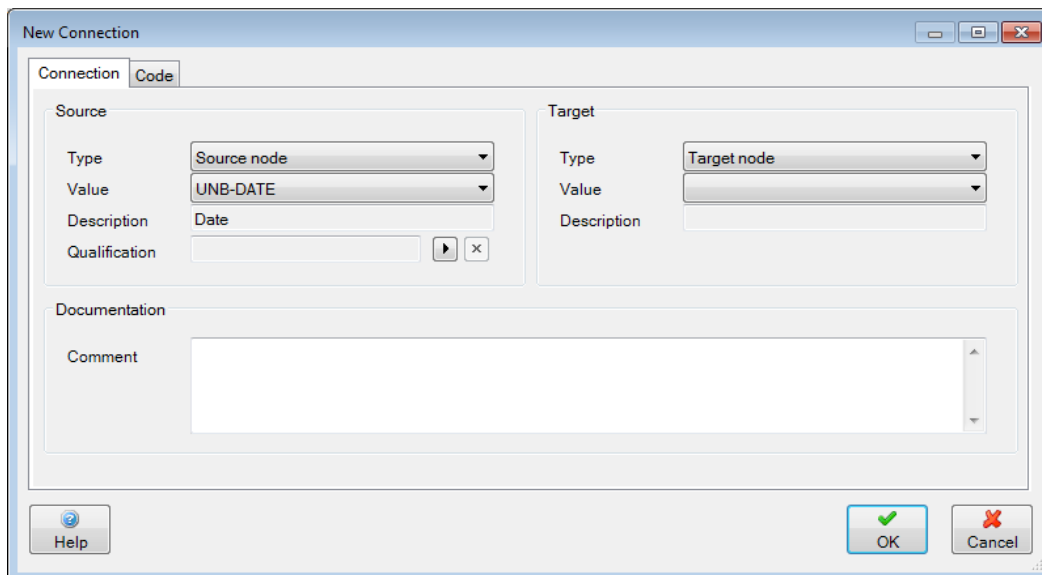 New Connection
Connection Code
Source
Type Source node
Value UNB-DATE
Description Date
Qualification
Target
Type Target node
Value
Description
Documentation
Comment
Help
OK
Cancel